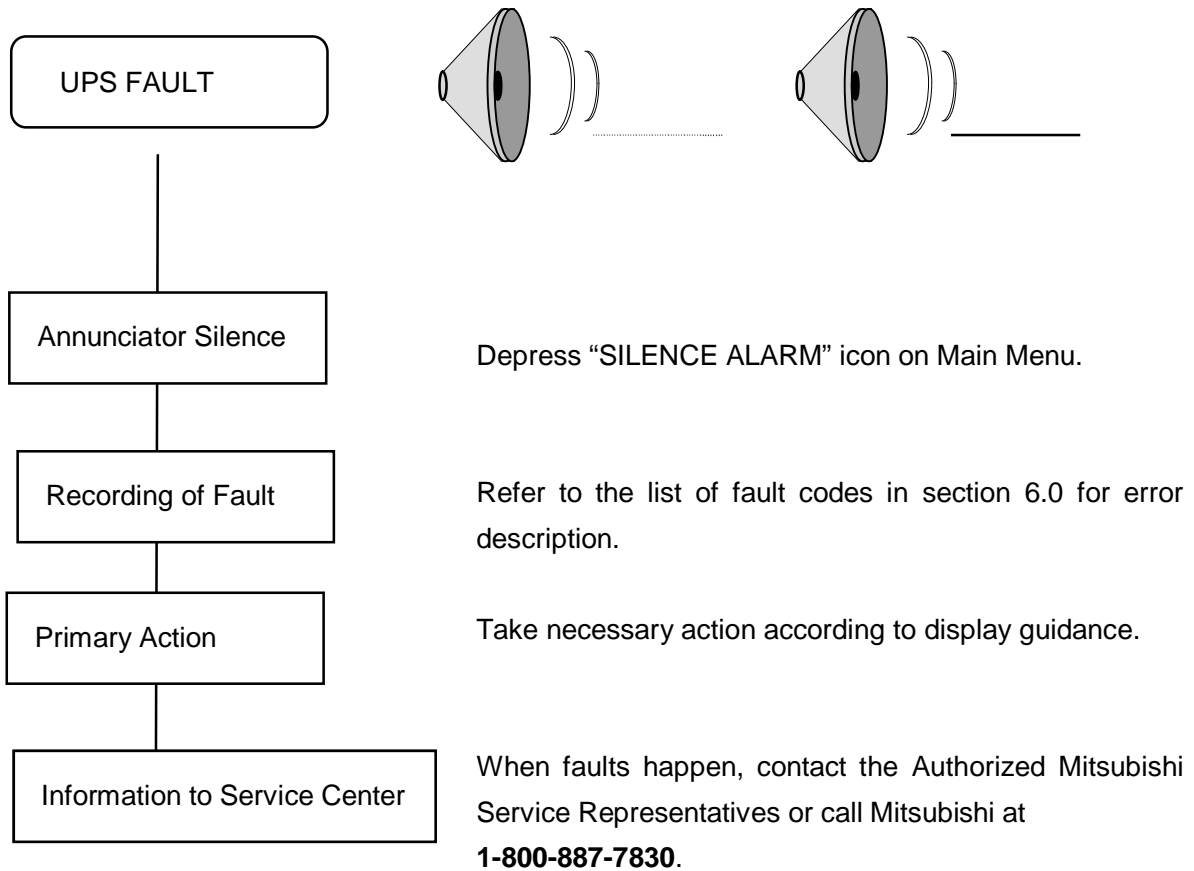 UPS FAULT
Annunciator Silence
Depress “SILENCE ALARM” icon on Main Menu.
Recording of Fault
Refer to the list of fault codes in section 6.0 for error
description.
Primary Action
Take necessary action according to display guidance.
Information to Service Center
When faults happen, contact the Authorized Mitsubishi
Service Representatives or call Mitsubishi at
1-800-887-7830.